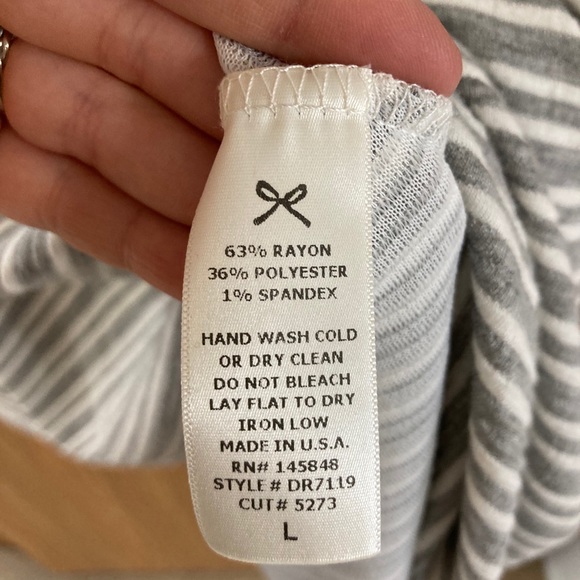 63% RAYON
36% POLYESTER
1% SPANDEX
HAND WASH COLD
OR DRY CLEAN
DO NOT BLEACH
LAY FLAT TO DRY
IRON LOW
MADE IN U.S.A.
RN# 145848
STYLE # DR7119
CUT# 5273
L